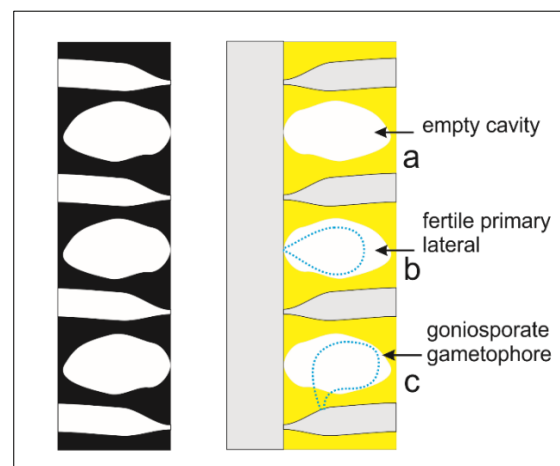 empty cavity
a
fertile primary
lateral
b
goniosporate
gametophore
c